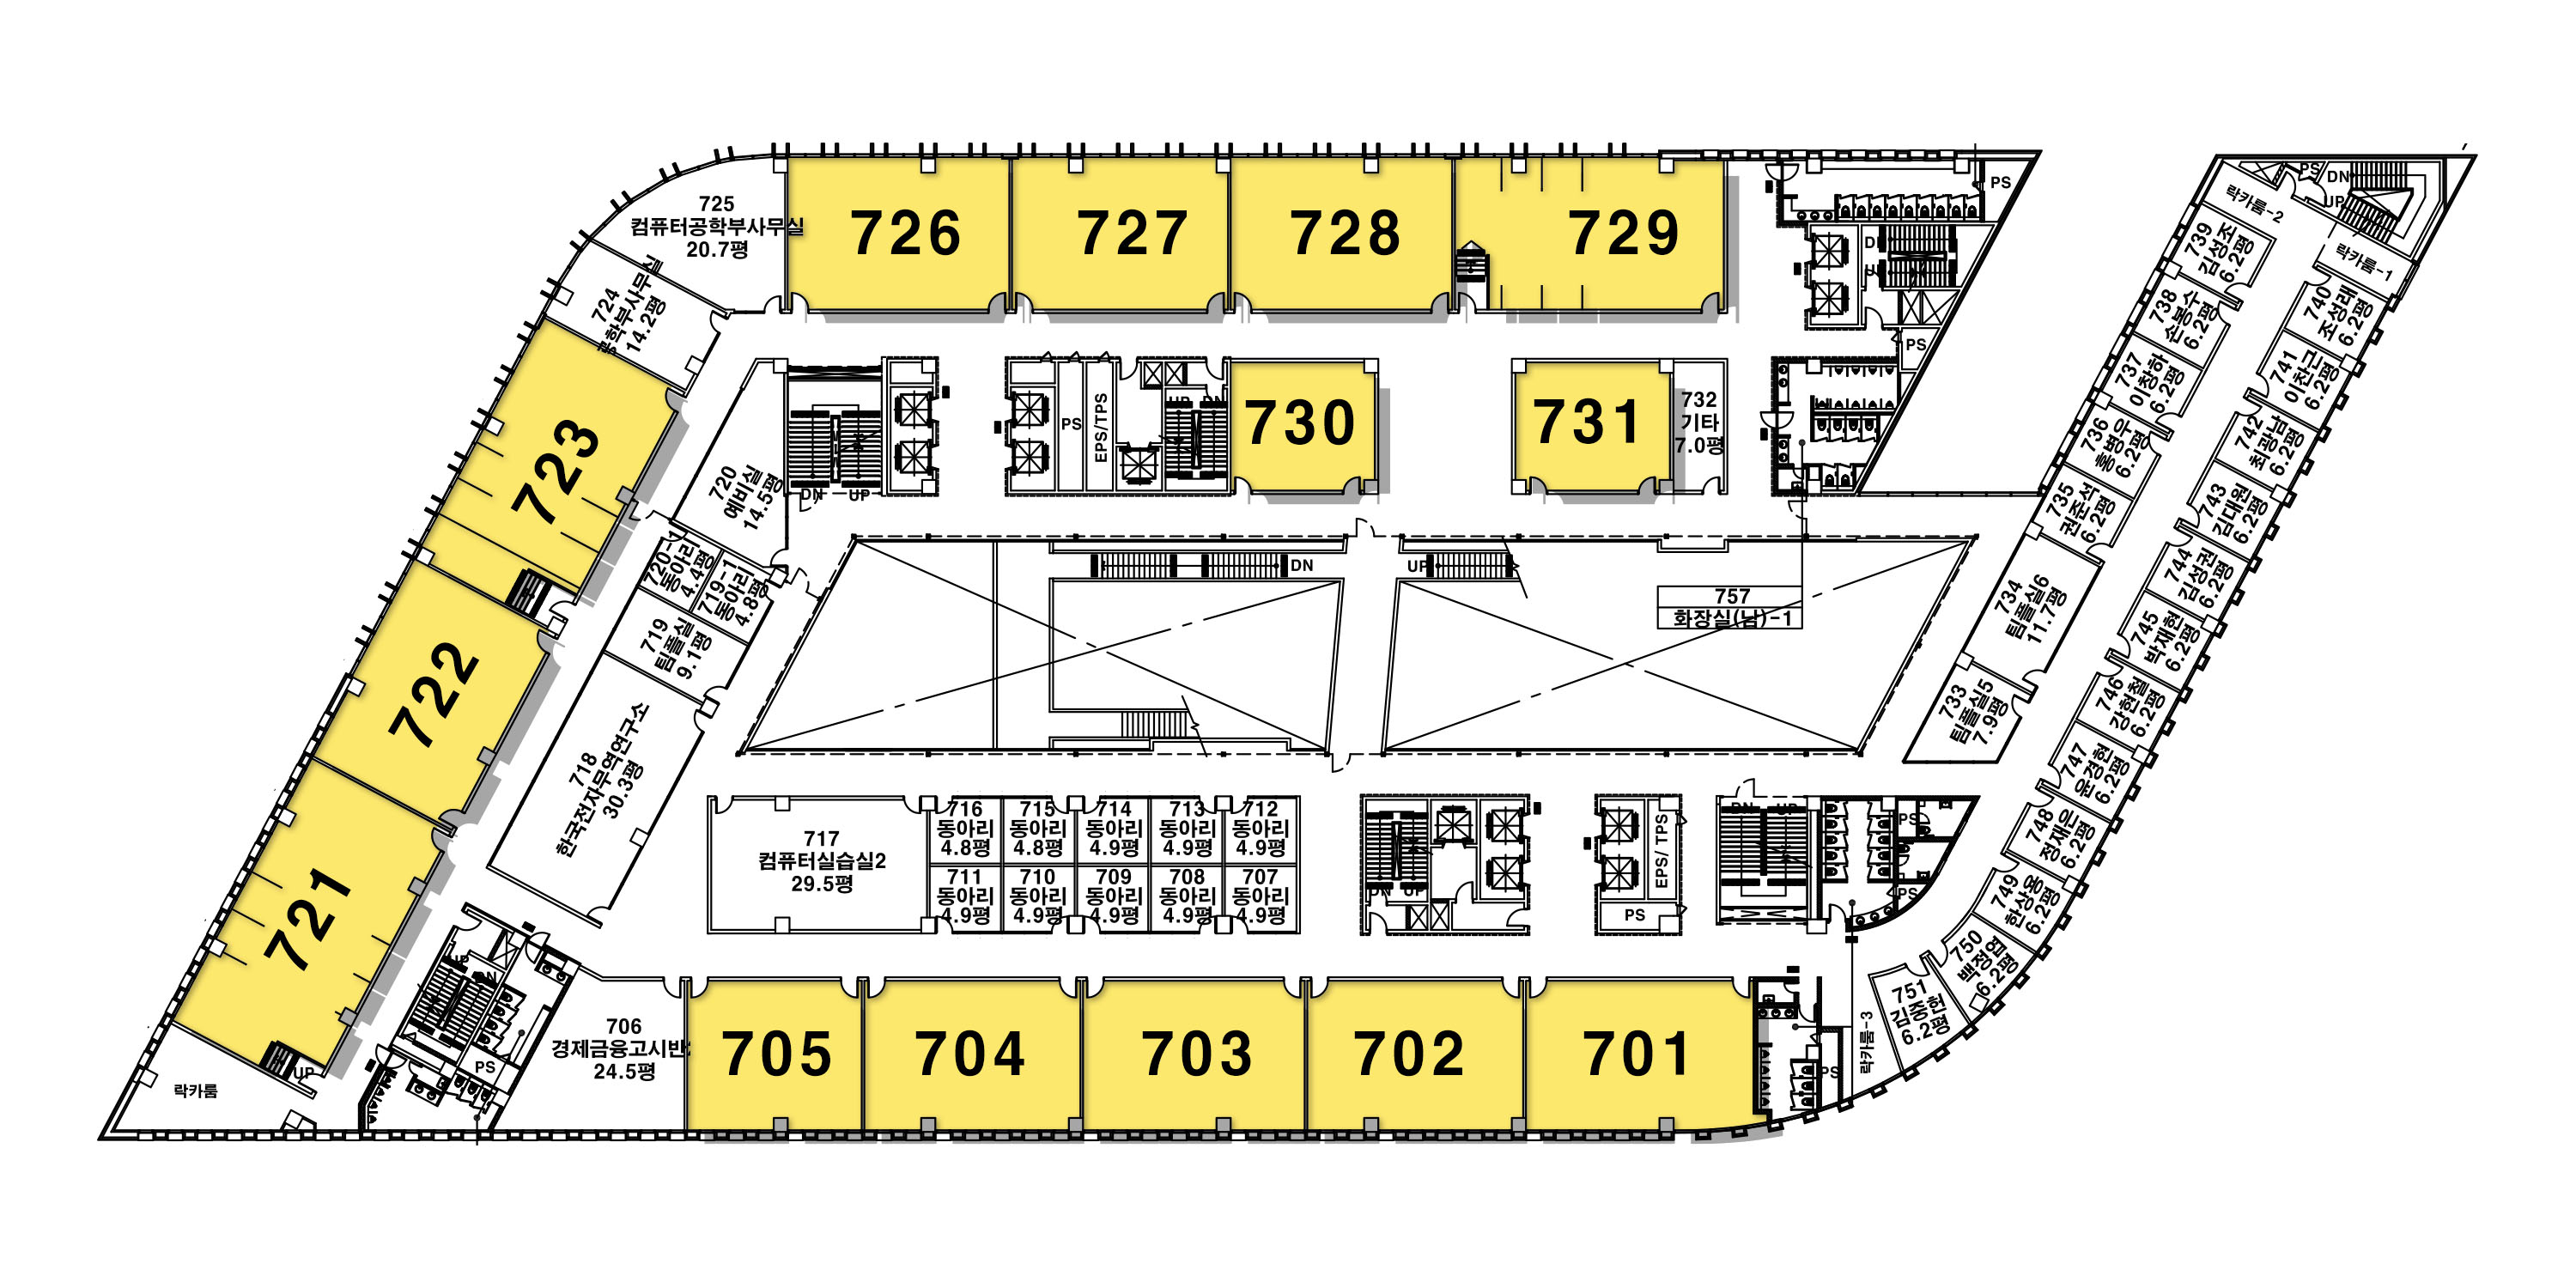 725
컴퓨터공학부사무실
20.7평
726
727
728
729
PS
PS
DN
UP
락카룸-2
락카룸-1
724
14.2평
723
720
예비실
14.5평
DN
UP
PS
EPS/TPS
UP
DN
730
731
732
기타
7.0평
PS
739
김성조
6.2평
738
손봉수
6.2평
737
이창하
6.2평
736
홍병우
6.2평
735
권준석
6.2평
734
팀플실6
11.7평
733
팀플실5
7.9평
740
조성래
6.2평
741
이찬근
6.2평
742
최광남
6.2평
743
김대원
6.2평
744
김성권
6.2평
745
박재현
6.2평
746
강현철
6.2평
747
윤경현
6.2평
748
정재인
6.2평
749
한상용
6.2평
750
백정엽
6.2평
751
김중헌
6.2평
720-1
동아리
4.4평
719-1
동아리
4.8평
719
팀플실
9.1평
DN
UP
757
화장실(남)-1
722
718
한국전자무역연구소
30.3평
721
717
컴퓨터실습실2
29.5평
716
동아리
4.8평
715
동아리
4.8평
714
동아리
4.9평
713
동아리
4.9평
712
동아리
4.9평
711
동아리
4.9평
710
동아리
4.9평
709
동아리
4.9평
708
동아리
4.9평
707
동아리
4.9평
DN
UP
EPS/ TPS
PS
DN
UP
PS
PS
UP
DN
PS
UP
락카룸
706
경제금융고시반
24.5평
705
704
703
702
701
PS
락카룸-3